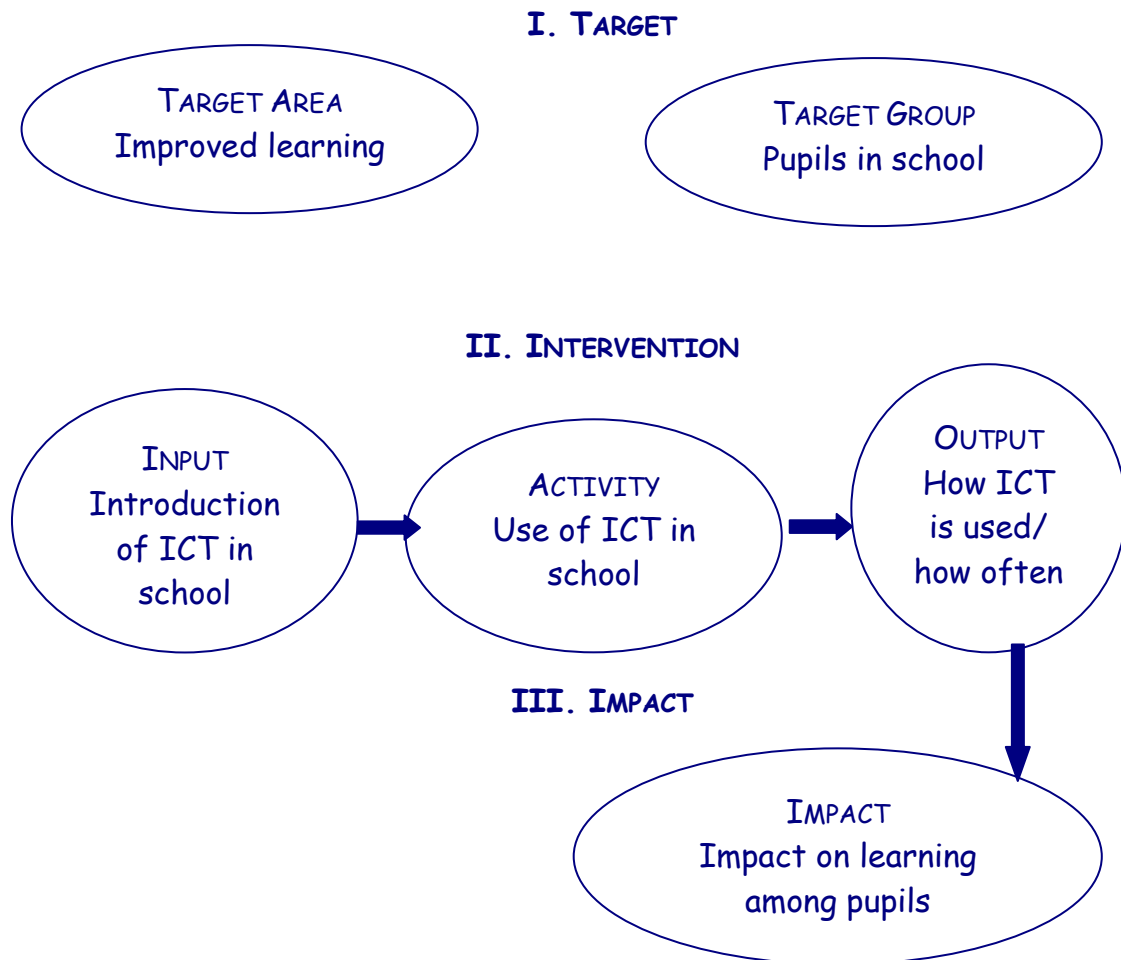 I. TARGET
TARGET AREA
Improved learning
TARGET GROUP
Pupils in school
II. INTERVENTION
INPUT
Introduction
of ICT in
school
ACTIVITY
Use of ICT in
school
OUTPUT
How ICT
is used/
how often
III. IMPACT
IMPACT
Impact on learning
among pupils